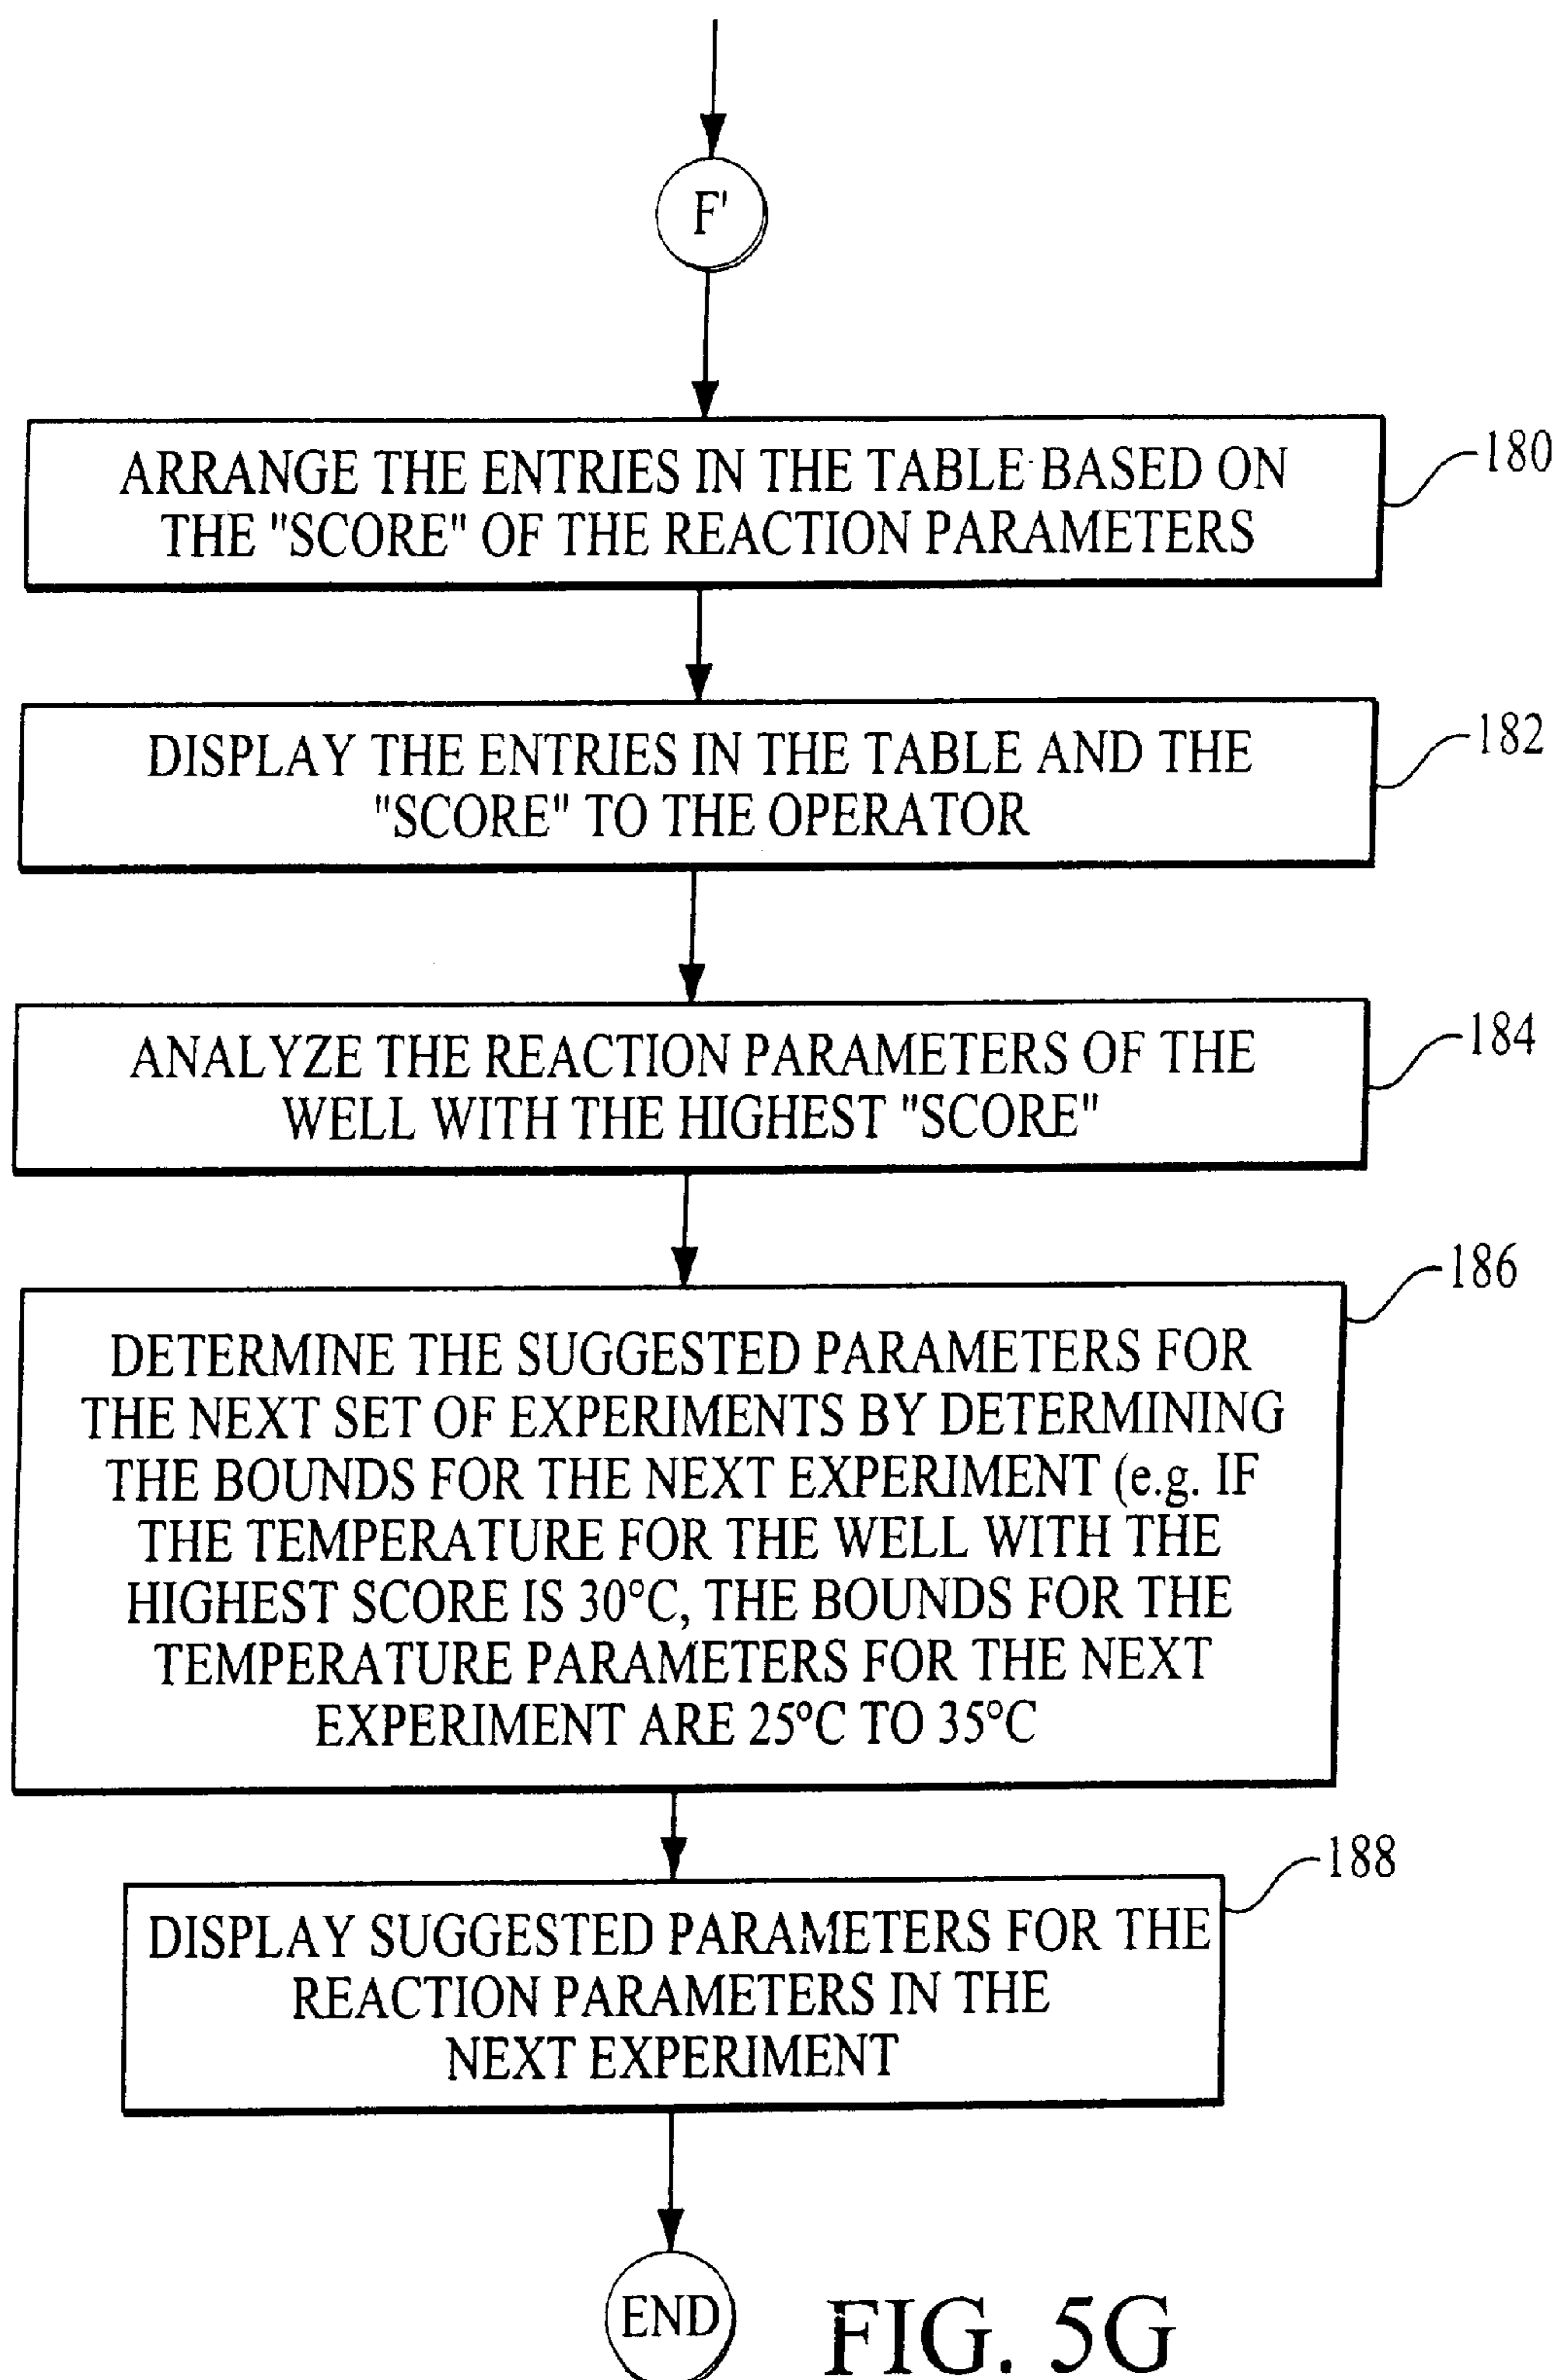 F'
ARRANGE THE ENTRIES IN THE TABLE BASED ON
THE "SCORE" OF THE REACTION PARAMETERS
180
DISPLAY THE ENTRIES IN THE TABLE AND THE
"SCORE" TO THE OPERATOR
182
ANALYZE THE REACTION PARAMETERS OF THE
WELL WITH THE HIGHEST "SCORE"
184
DETERMINE THE SUGGESTED PARAMETERS FOR
THE NEXT SET OF EXPERIMENTS BY DETERMINING
THE BOUNDS FOR THE NEXT EXPERIMENT (e.g. IF
THE TEMPERATURE FOR THE WELL WITH THE
HIGHEST SCORE IS 30°C, THE BOUNDS FOR THE
TEMPERATURE PARAMETERS FOR THE NEXT
EXPERIMENT ARE 25°C TO 35°C
186
DISPLAY SUGGESTED PARAMETERS FOR THE
REACTION PARAMETERS IN THE
NEXT EXPERIMENT
188
END
FIG. 5G